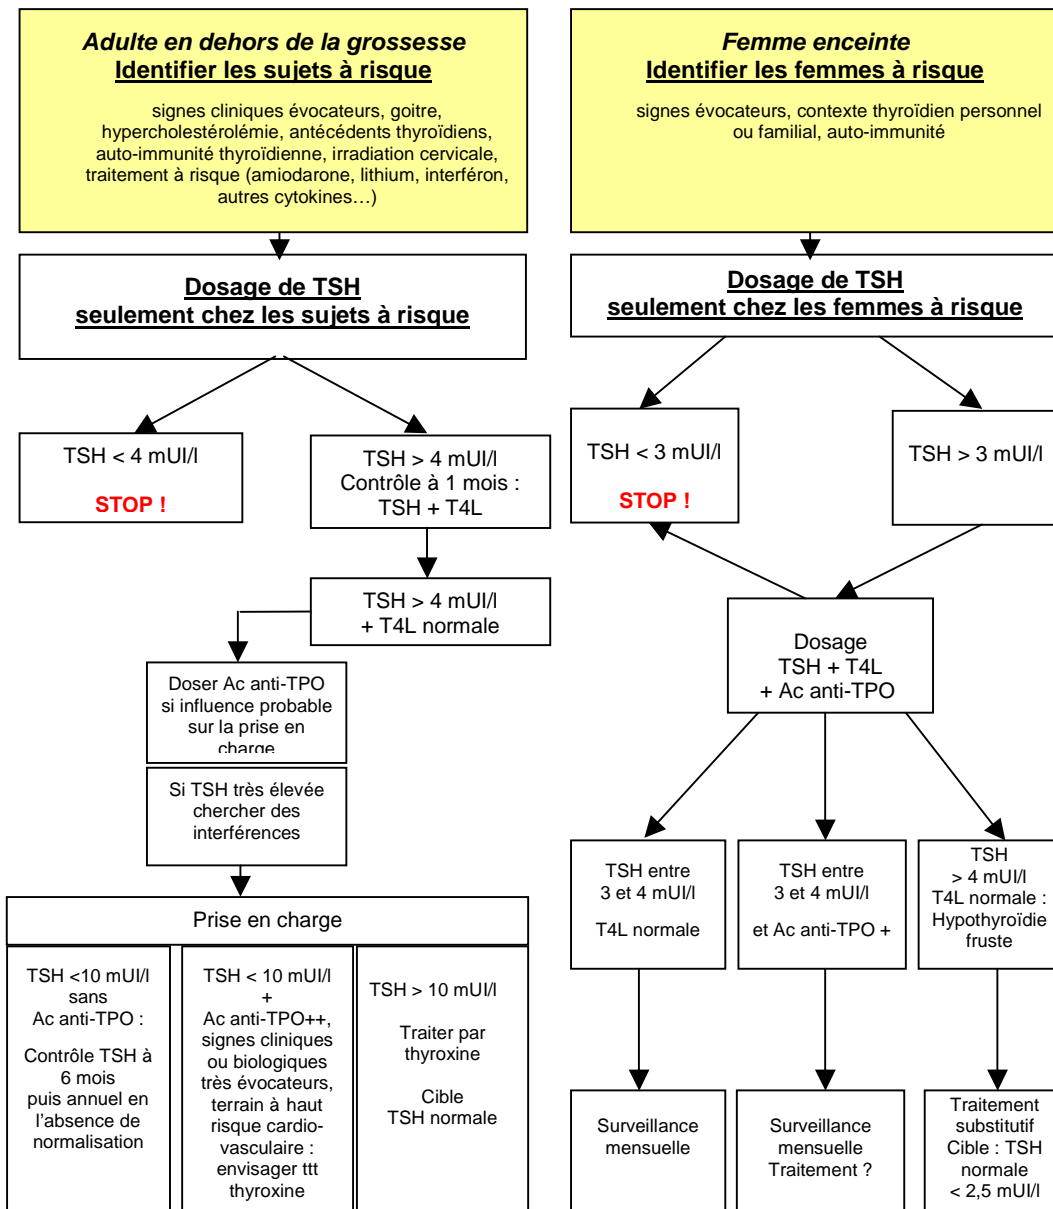 Adulte en dehors de la grossesse
Identifier les sujets à risque
signes cliniques évocateurs, goitre,
hypercholestérolémie, antécédents thyroïdiens,
auto-immunité thyroïdienne, irradiation cervicale,
traitement à risque (amiodarone, lithium, interféron,
autres cytokines…)
Dosage de TSH
seulement chez les sujets à risque
TSH < 4 mUI/l
STOP !
TSH > 4 mUI/l
Contrôle à 1 mois :
TSH + T4L
TSH > 4 mUI/l
+ T4L normale
Doser Ac anti-TPO
si influence probable
sur la prise en
charge
Si TSH très élevée
chercher des
interférences
Prise en charge
TSH <10 mUI/l
sans
Ac anti-TPO :
Contrôle TSH à
6 mois
puis annuel en
l'absence de
normalisation
TSH < 10 mUI/l
+
Ac anti-TPO++,
signes cliniques
ou biologiques
très évocateurs,
terrain à haut
risque cardio-
vasculaire :
envisager ttt
thyroxine
TSH > 10 mUI/l
Traiter par
thyroxine
Cible
TSH normale
Femme enceinte
Identifier les femmes à risque
signes évocateurs, contexte thyroïdien personnel
ou familial, auto-immunité
Dosage de TSH
seulement chez les femmes à risque
TSH < 3 mUI/l
STOP !
TSH > 3 mUI/l
Dosage
TSH + T4L
+ Ac anti-TPO
TSH entre
3 et 4 mUI/l
T4L normale
TSH entre
3 et 4 mUI/l
et Ac anti-TPO +
TSH
> 4 mUI/l
T4L normale :
Hypothyroïdie
fruste
Surveillance
mensuelle
Surveillance
mensuelle
Traitement ?
Traitement
substitutif
Cible : TSH
normale
< 2,5 mUI/l